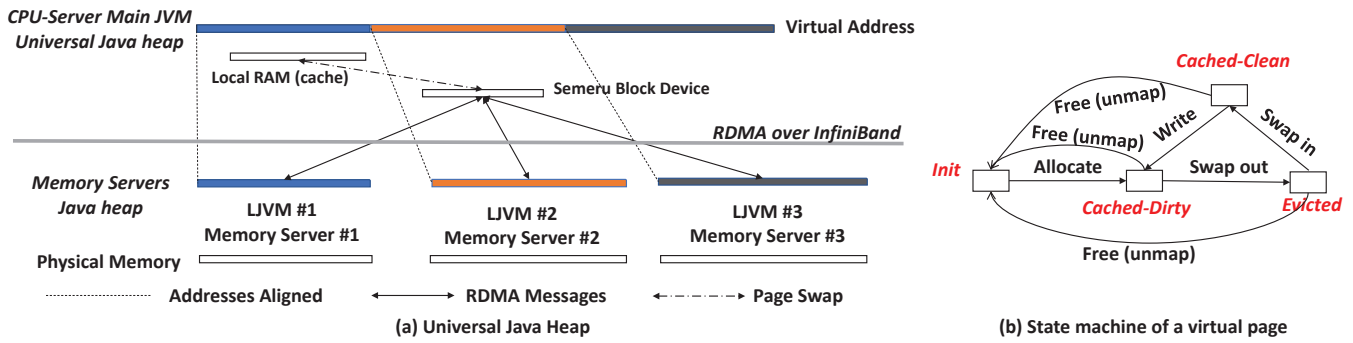 CPU-Server Main JVM
Universal Java heap
Virtual Address
Local RAM (cache)
Semeru Block Device
RDMA over InfiniBand
Memory Servers
Java heap
LJVM #1
Memory Server #1
LJVM #2
Memory Server #2
LJVM #3
Memory Server #3
Physical Memory
Addresses Aligned
RDMA Messages
Page Swap
(a) Universal Java Heap
Cached-Clean
Free (unmap)
Free (unmap)
Write
Swap in
Init
Allocate
Swap out
Cached-Dirty
Evicted
Free (unmap)
(b) State machine of a virtual page